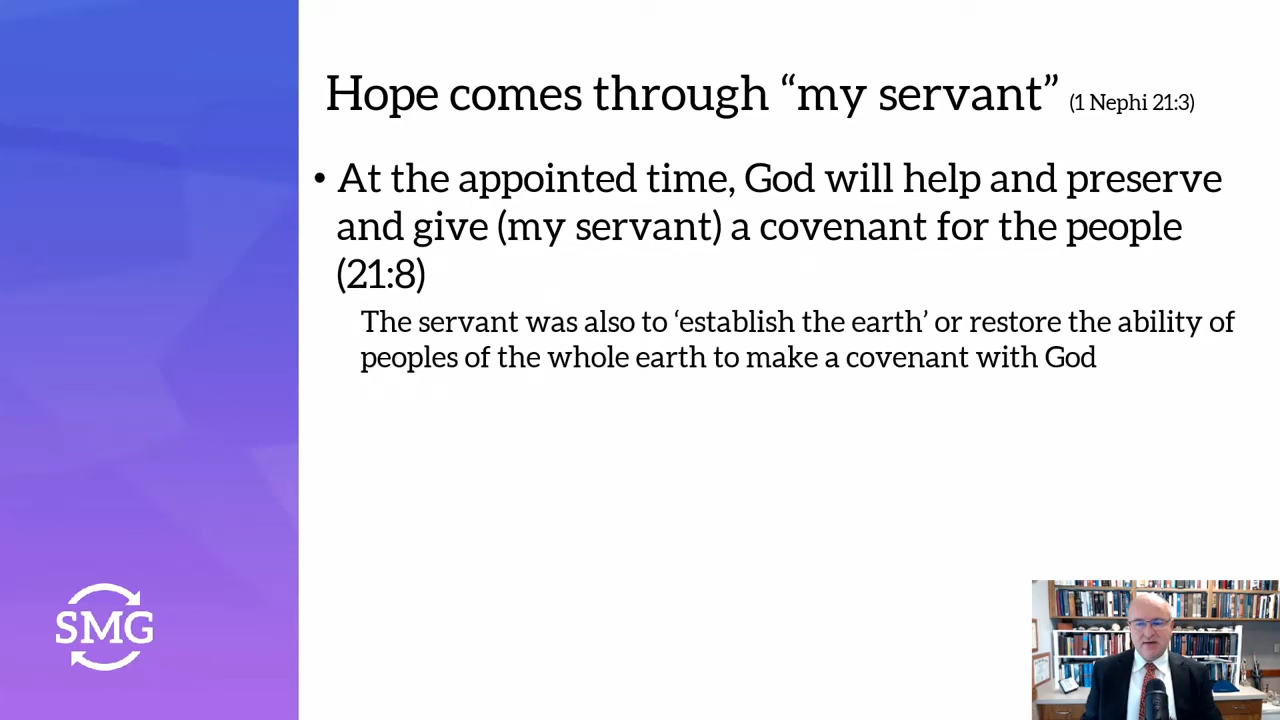 Hope comes through “my servant” (1 Nephi 21:3)
• At the appointed time, God will help and preserve
and give (my servant) a covenant for the people
(21:8)
The servant was also to ‘establish the earth’ or restore the ability of
peoples of the whole earth to make a covenant with God
SMG